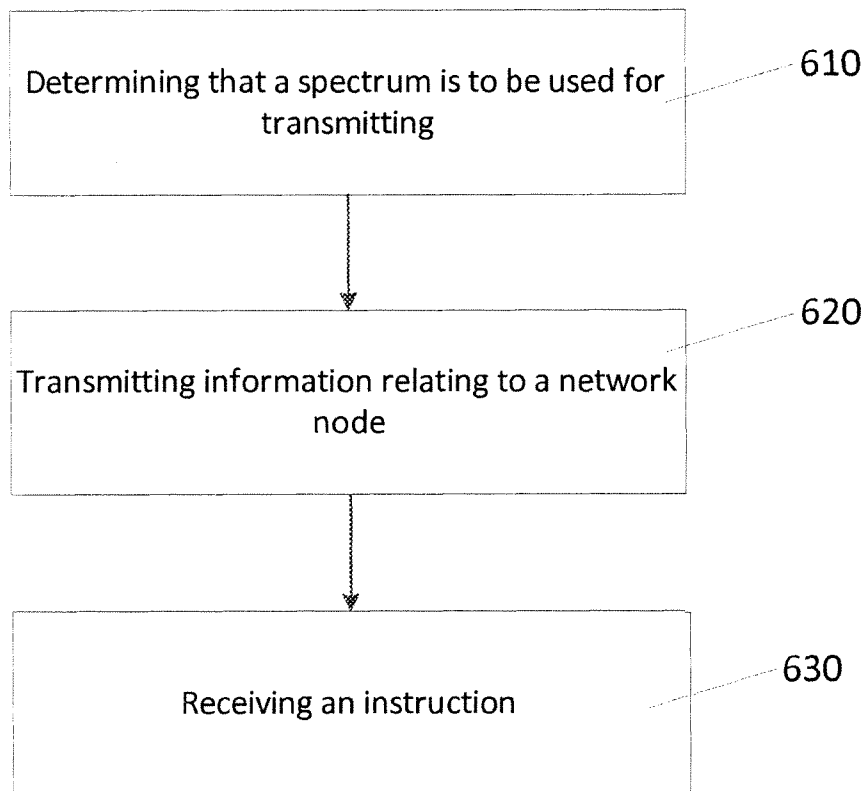 Determining that a spectrum is to be used for
transmitting
610
Transmitting information relating to a network
node
620
Receiving an instruction
630